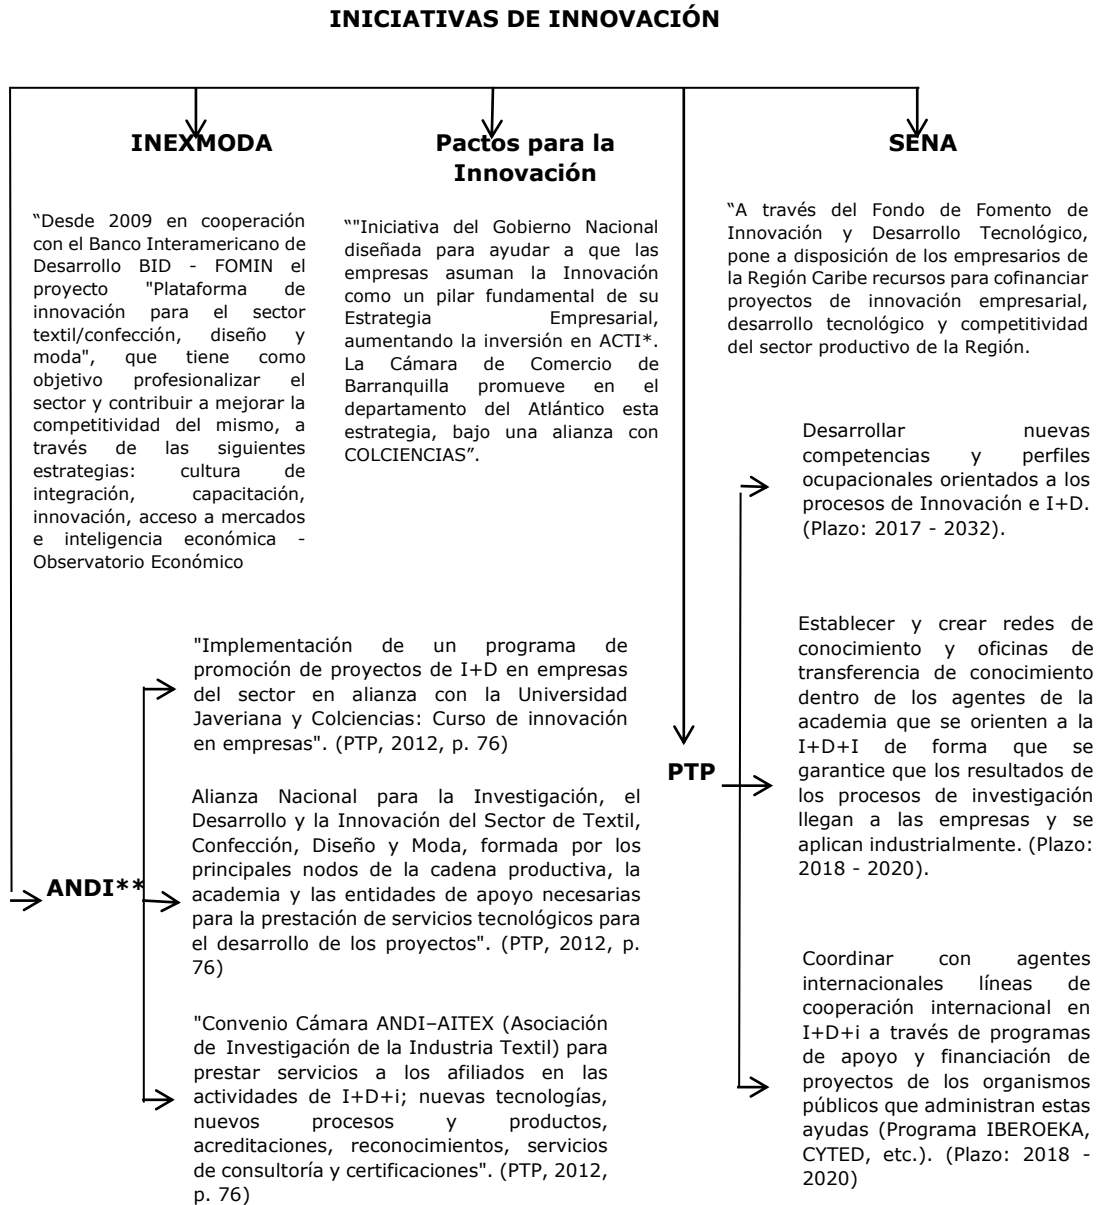 INICIATIVAS DE INNOVACIÓN
INEXMODA
"Desde 2009 en cooperación
con el Banco Interamericano de
Desarrollo BID - FOMIN el
proyecto "Plataforma de
innovación para el sector
textil/confección, diseño y
moda", que tiene como
objetivo profesionalizar el
sector y contribuir a mejorar la
competitividad del mismo, a
través de las siguientes
estrategias: cultura de
integración, capacitación,
innovación, acceso a mercados
e inteligencia económica -
Observatorio Económico
Pactos para la
Innovación
“"Iniciativa del Gobierno Nacional
diseñada para ayudar a que las
empresas asuman la Innovación
como un pilar fundamental de su
Estrategia Empresarial,
aumentando la inversión en ACTI*.
La Cámara de Comercio de
Barranquilla promueve en el
departamento del Atlántico esta
estrategia, bajo una alianza con
COLCIENCIAS”.
SENA
“A través del Fondo de Fomento de
Innovación y Desarrollo Tecnológico,
pone a disposición de los empresarios de
la Región Caribe recursos para cofinanciar
proyectos de innovación empresarial,
desarrollo tecnológico y competitividad
del sector productivo de la Región.
ANDI**
"Implementación de un programa de
promoción de proyectos de I+D en empresas
del sector en alianza con la Universidad
Javeriana y Colciencias: Curso de innovación
en empresas". (PTP, 2012, p. 76)
Alianza Nacional para la Investigación, el
Desarrollo y la Innovación del Sector de Textil,
Confección, Diseño y Moda, formada por los
principales nodos de la cadena productiva, la
academia y las entidades de apoyo necesarias
para la prestación de servicios tecnológicos para
el desarrollo de los proyectos". (PTP, 2012, p.
76)
"Convenio Cámara ANDI–AITEX (Asociación
de Investigación de la Industria Textil) para
prestar servicios a los afiliados en las
actividades de I+D+i; nuevas tecnologías,
nuevos procesos y productos,
acreditaciones, reconocimientos, servicios
de consultoría y certificaciones". (PTP, 2012,
p. 76)
PTP
Desarrollar nuevas
competencias y perfiles
ocupacionales orientados a los
procesos de Innovación e I+D.
(Plazo: 2017 - 2032).
Establecer y crear redes de
conocimiento y oficinas de
transferencia de conocimiento
dentro de los agentes de la
academia que se orienten a la
I+D+I de forma que se
garantice que los resultados de
los procesos de investigación
llegan a las empresas y se
aplican industrialmente. (Plazo:
2018 - 2020).
Coordinar con agentes
internacionales líneas de
cooperación internacional en
I+D+i a través de programas
de apoyo y financiación de
proyectos de los organismos
públicos que administran estas
ayudas (Programa IBEROEKA,
CYTED, etc.). (Plazo: 2018 -
2020)